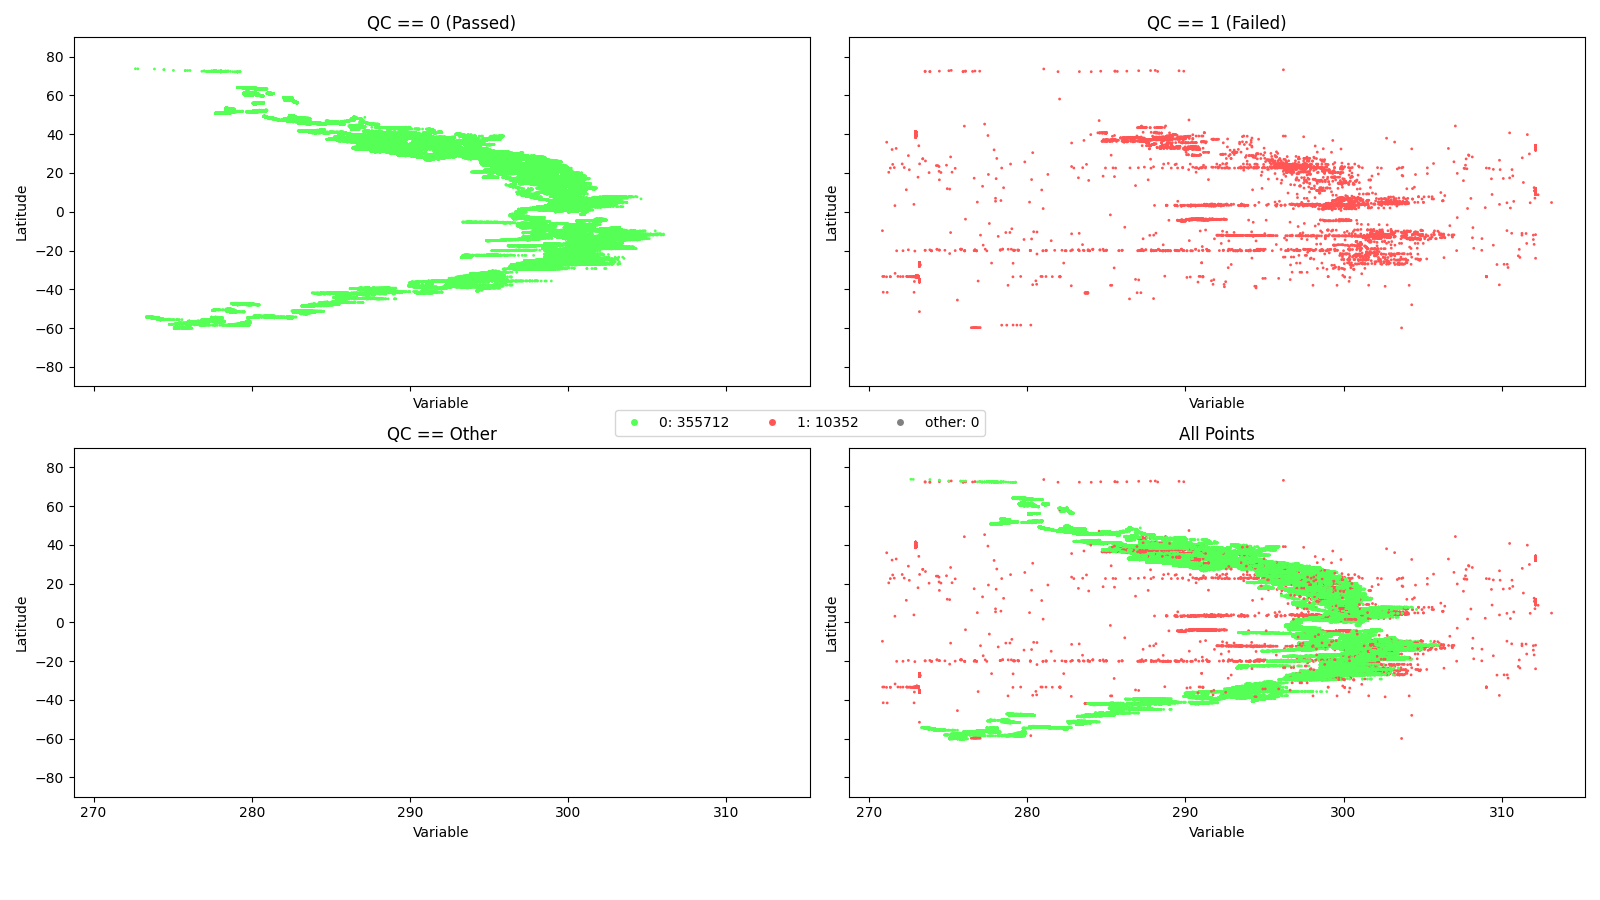 QC == 0 (Passed)
QC == 1 (Failed)
80
60
40
20
0
−20
−40
−60
−80
Latitude
Latitude
Variable
Variable
0: 355712
1: 10352
other: 0
QC == Other
All Points
80
60
40
20
0
−20
−40
−60
−80
Latitude
Latitude
270
280
290
300
310
270
280
290
300
310
Variable
Variable